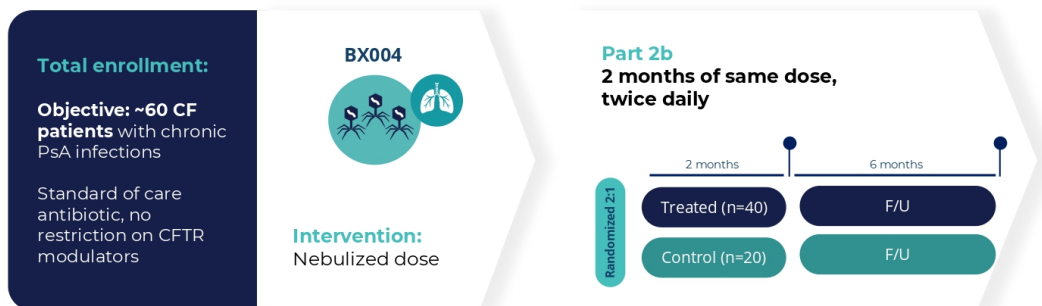 Total enrollment:
Objective: ~60 CF
patients with chronic
PsA infections
Standard of care
antibiotic, no
restriction on CFTR
modulators
BX004
Intervention:
Nebulized dose
Part 2b
2 months of same dose,
twice daily
2 months
6 months
Randomized 2:1
Treated (n=40)
F/U
Control (n=20)
F/U